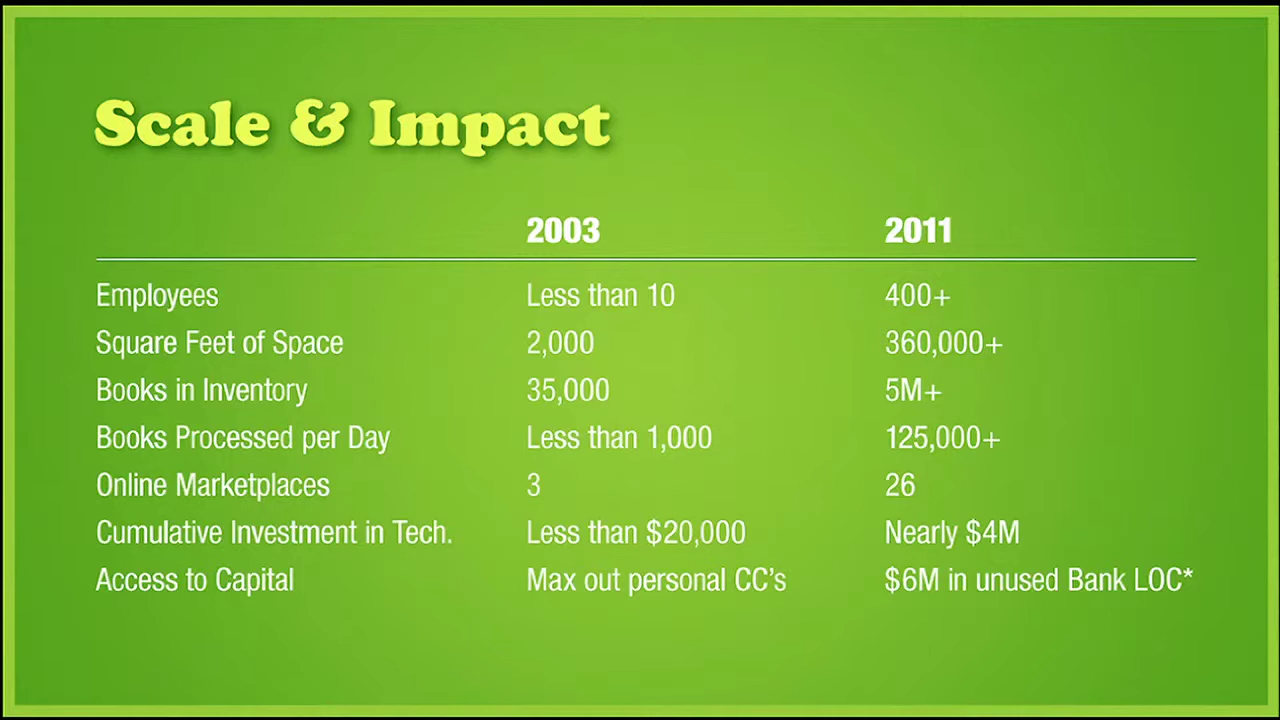 Scale & Impact
2003 2011
Employees Less than 10 400+
Square Feet of Space 2,000 360,000+
Books in Inventory 35,000 5M+
Books Processed per Day Less than 1,000 125,000+
Online Marketplaces 3 26
Cumulative Investment in Tech. Less than $20,000 Nearly $4M
Access to Capital Max out personal CC’s $6M in unused Bank LOC*